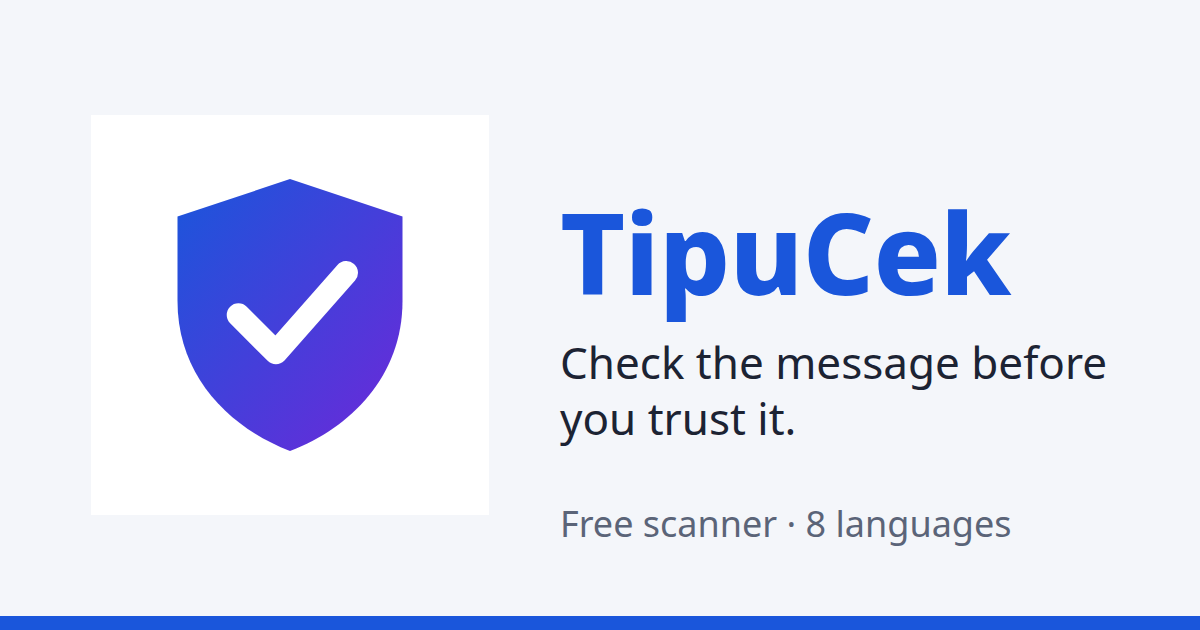 TipuCek
Check the message before
you trust it.
Free scanner · 8 languages